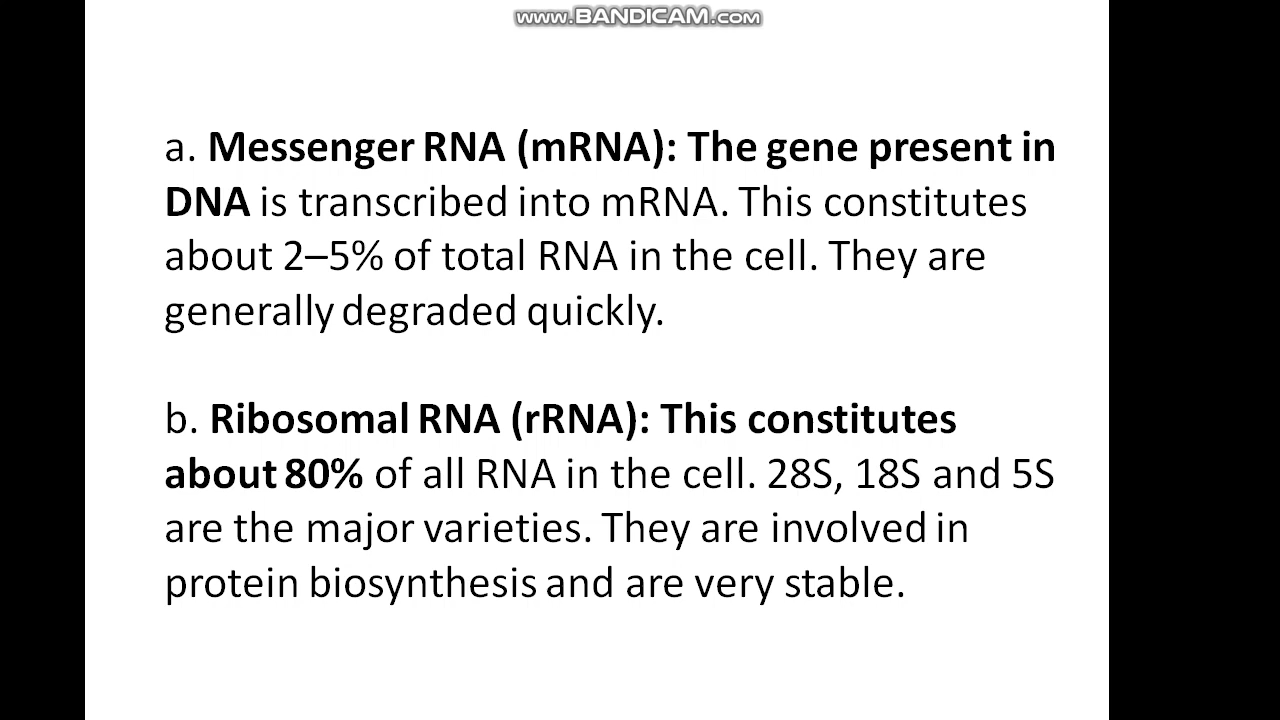 www.BANDICAM.com
a. Messenger RNA (mRNA): The gene present in
DNA is transcribed into mRNA. This constitutes
about 2–5% of total RNA in the cell. They are
generally degraded quickly.
b. Ribosomal RNA (rRNA): This constitutes
about 80% of all RNA in the cell. 28S, 18S and 5S
are the major varieties. They are involved in
protein biosynthesis and are very stable.